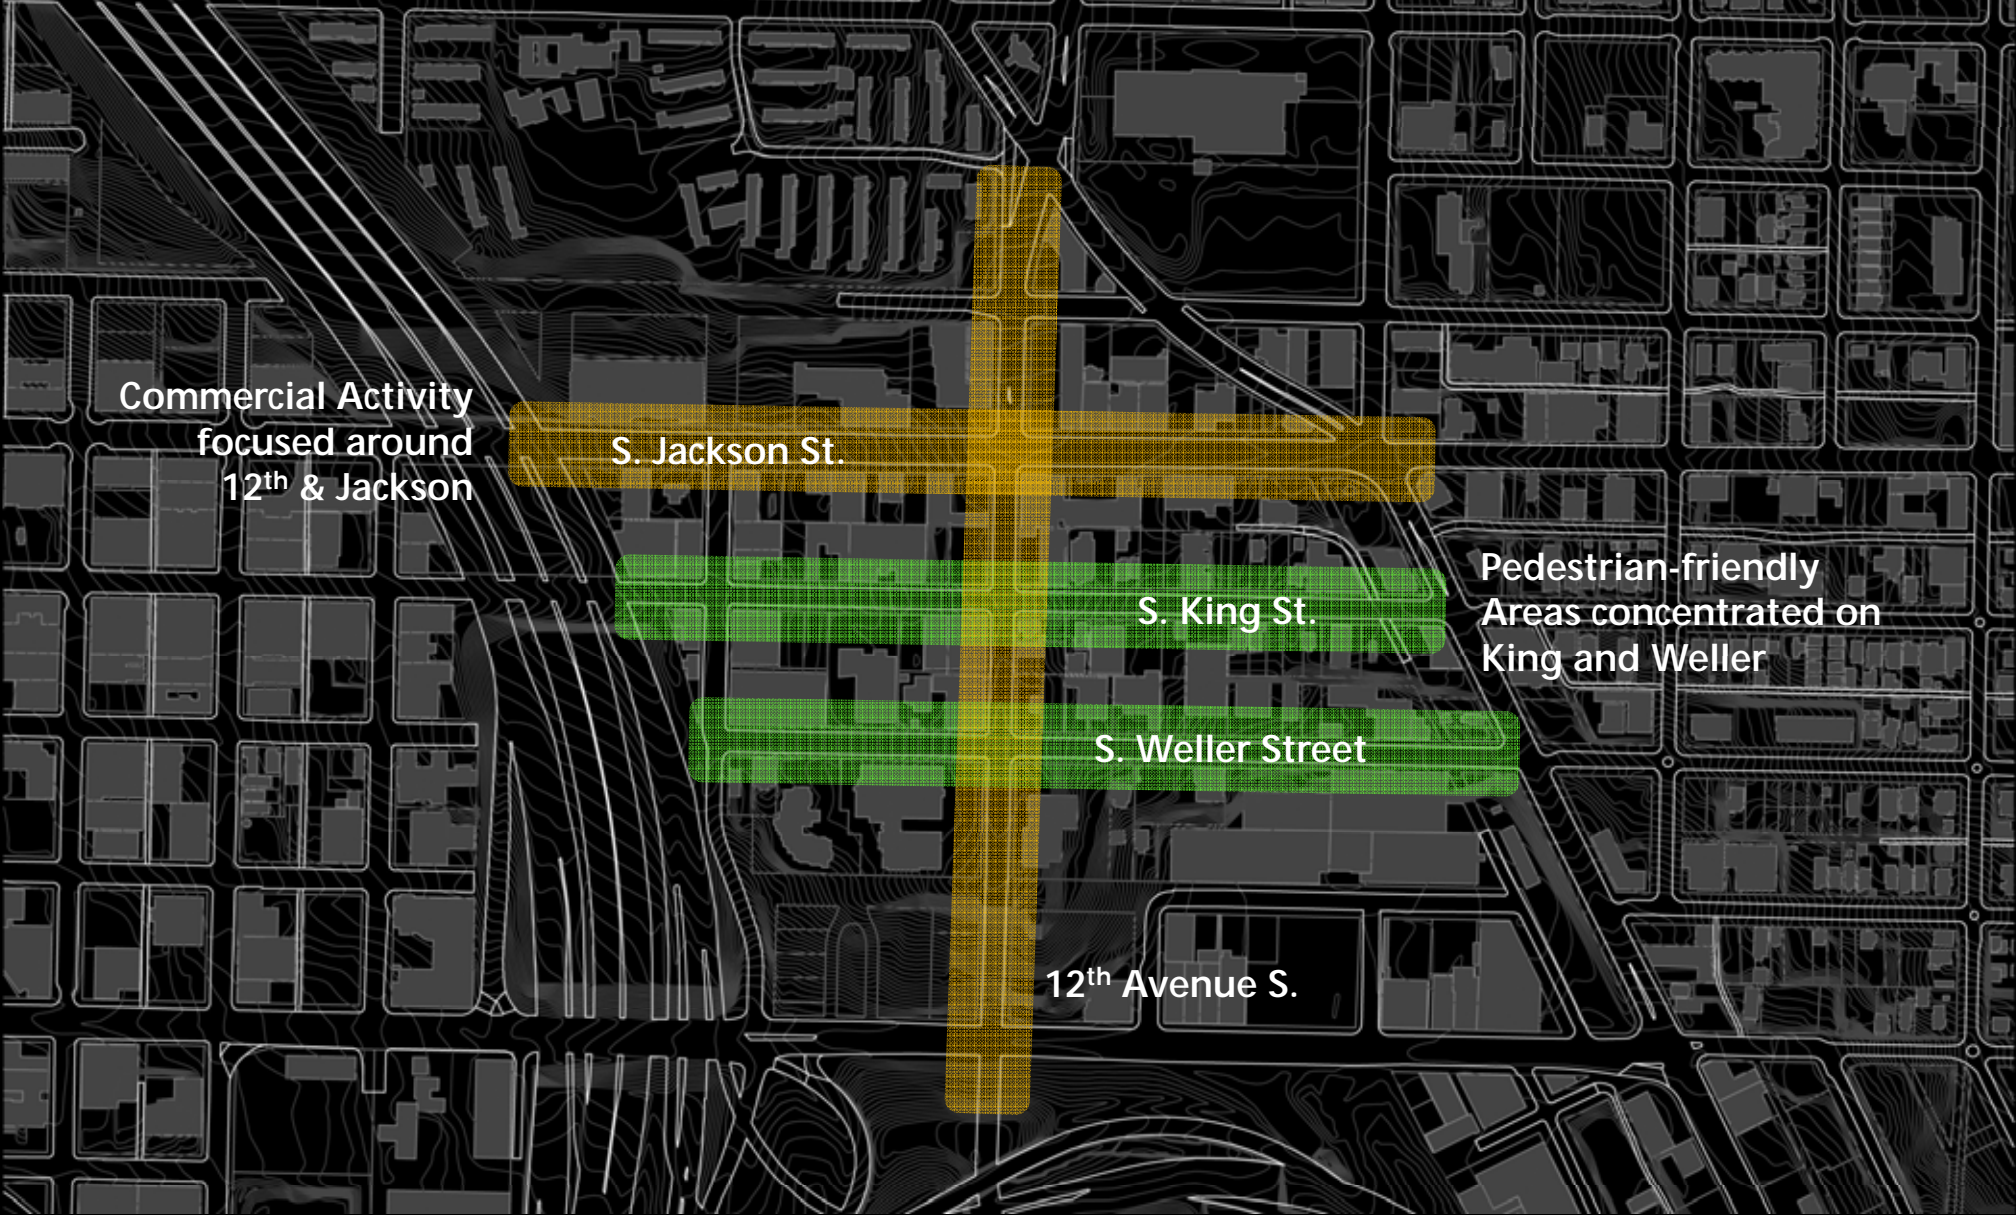 Commercial Activity
focused around
12th & Jackson
S. Jackson St.
Pedestrian-friendly
Areas concentrated on
King and Weller
S. King St.
S. Weller Street
12th Avenue S.